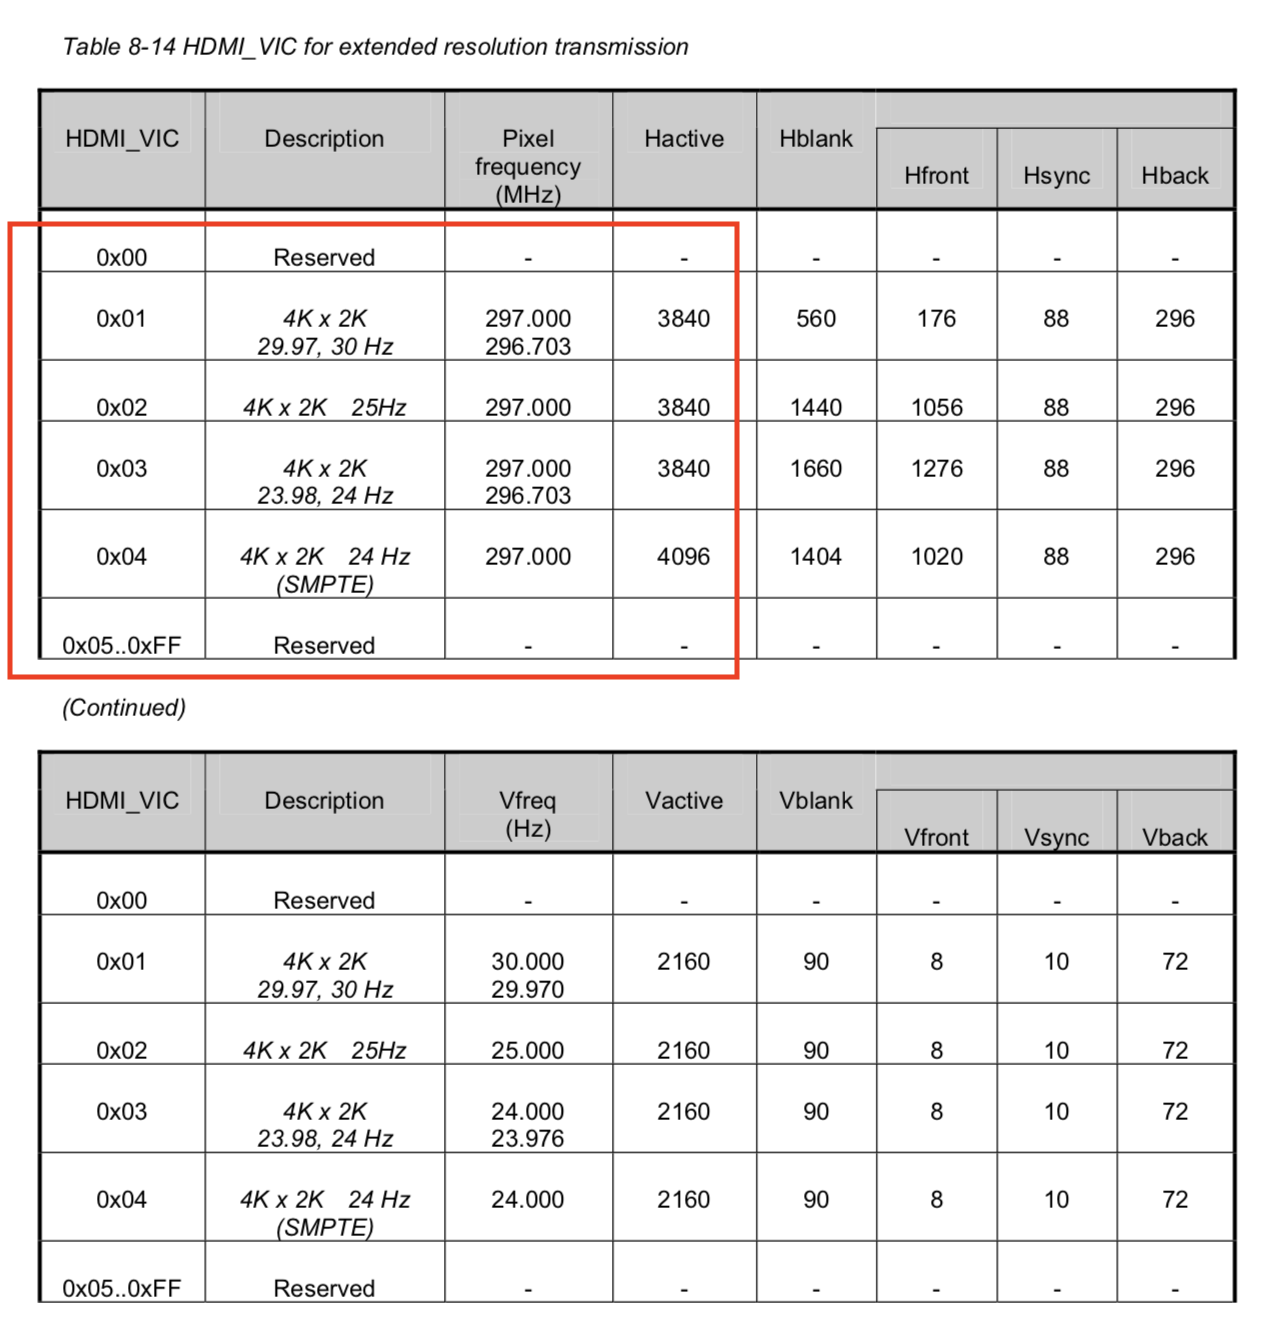 Table 8-14 HDMI_VIC for extended resolution transmission
HDMI_VIC Description Pixel frequency (MHz) Hactive Hblank Hfront Hsync Hback
0x00 Reserved - - - - - -
0x01 4K x 2K 29.97, 30 Hz 297.000 296.703 3840 560 176 88 296
0x02 4K x 2K 25Hz 297.000 3840 1440 1056 88 296
0x03 4K x 2K 23.98, 24 Hz 297.000 296.703 3840 1660 1276 88 296
0x04 4K x 2K 24 Hz (SMPTE) 297.000 4096 1404 1020 88 296
0x05..0xFF Reserved - - - - - -
(Continued)
HDMI_VIC Description Vfreq (Hz) Vactive Vblank Vfront Vsync Vback
0x00 Reserved - - - - - -
0x01 4K x 2K 29.97, 30 Hz 30.000 29.970 2160 90 8 10 72
0x02 4K x 2K 25Hz 25.000 2160 90 8 10 72
0x03 4K x 2K 23.98, 24 Hz 24.000 23.976 2160 90 8 10 72
0x04 4K x 2K 24 Hz (SMPTE) 24.000 2160 90 8 10 72
0x05..0xFF Reserved - - - - - -